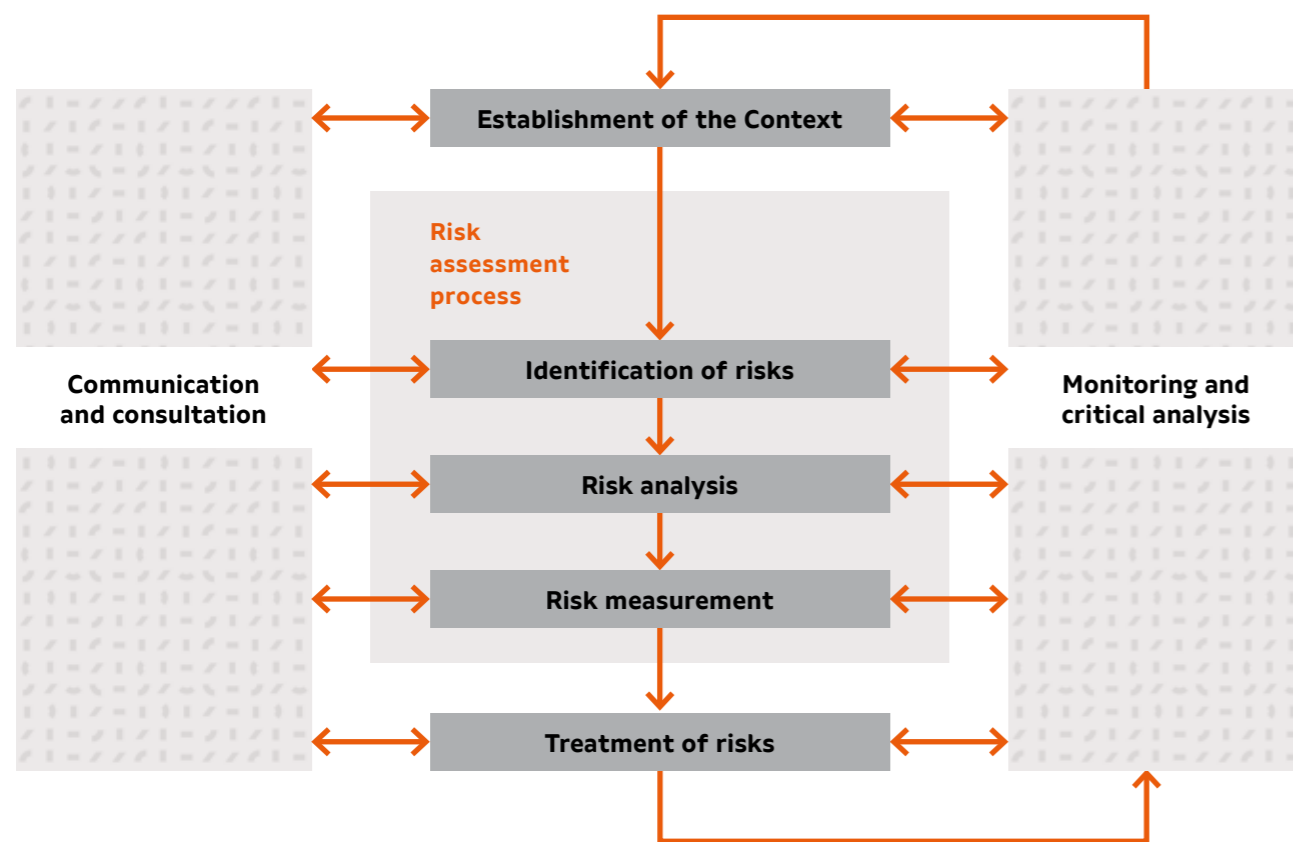 Establishment of the Context
Risk
assessment
process
Identification of risks
Communication
and consultation
Monitoring and
critical analysis
Risk analysis
Risk measurement
Treatment of risks